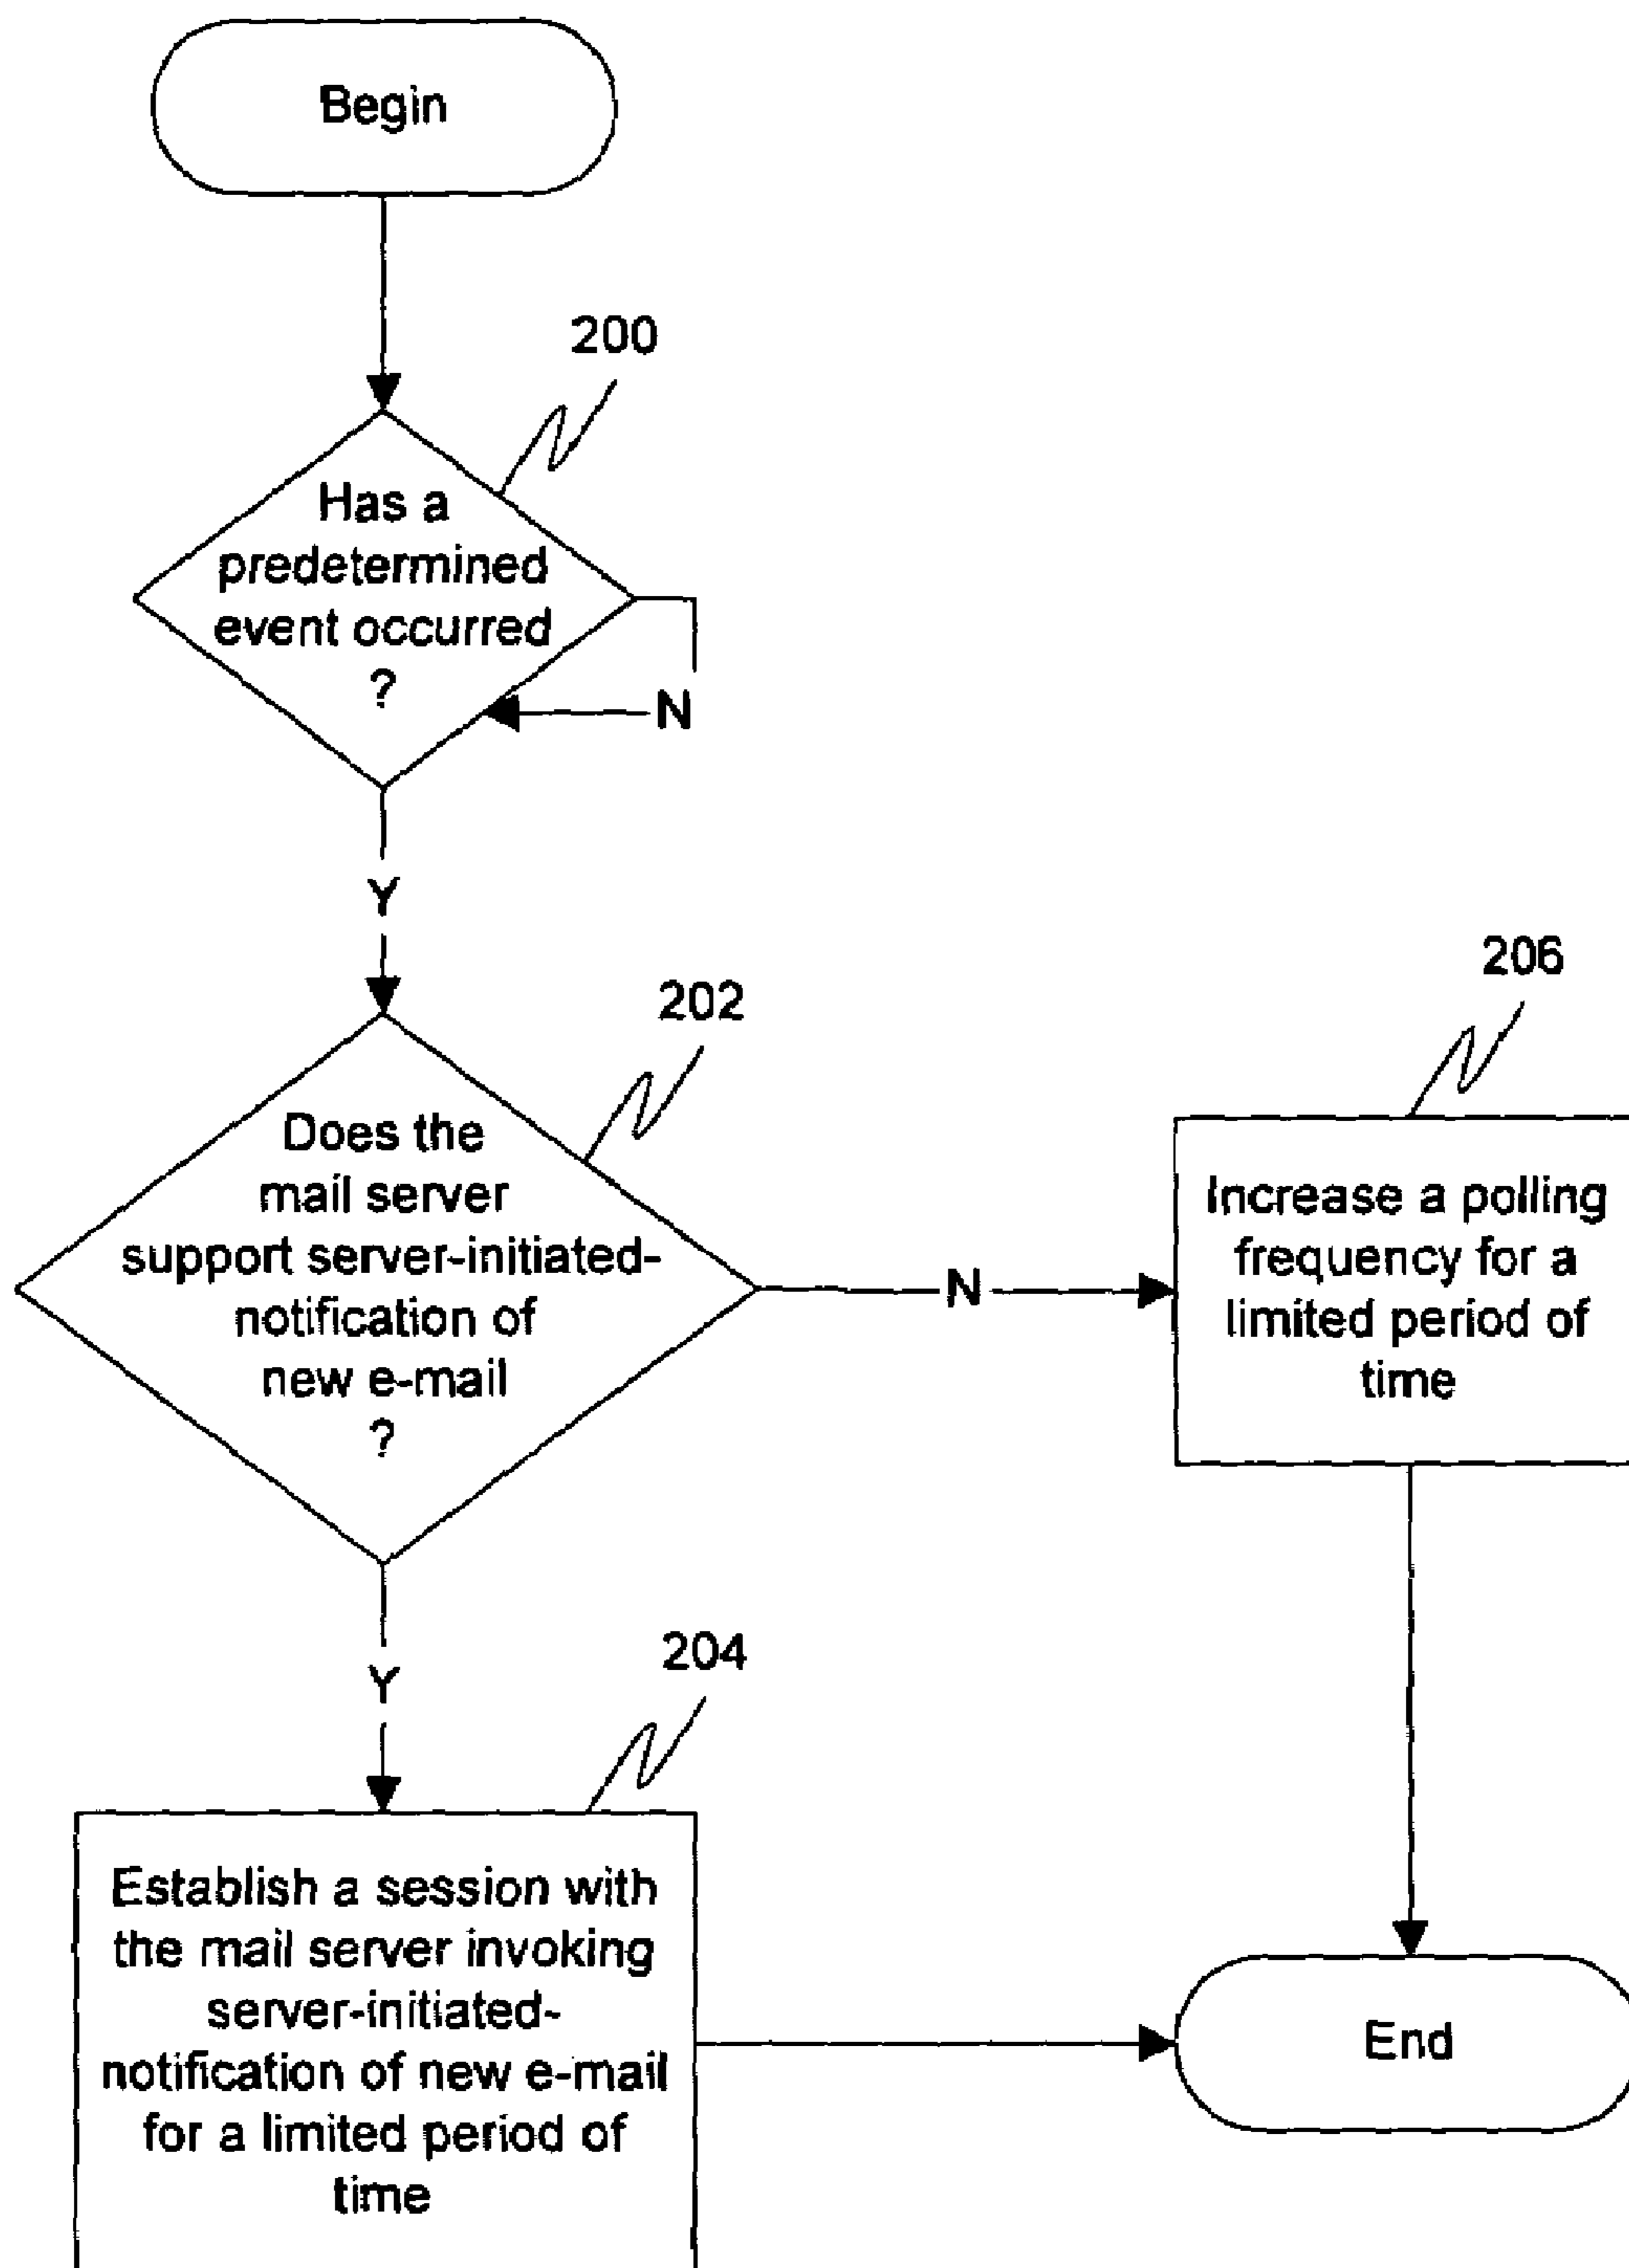 Begin
200
Has a
predetermined
event occurred
?
N
Y
202
206
Does the
mail server
support server-initiated-
notification of
new e-mail
?
N
Increase a polling
frequency for a
limited period of
time
Y
204
Establish a session with
the mail server invoking
server-initiated-
notification of new e-mail
for a limited period of
time
End